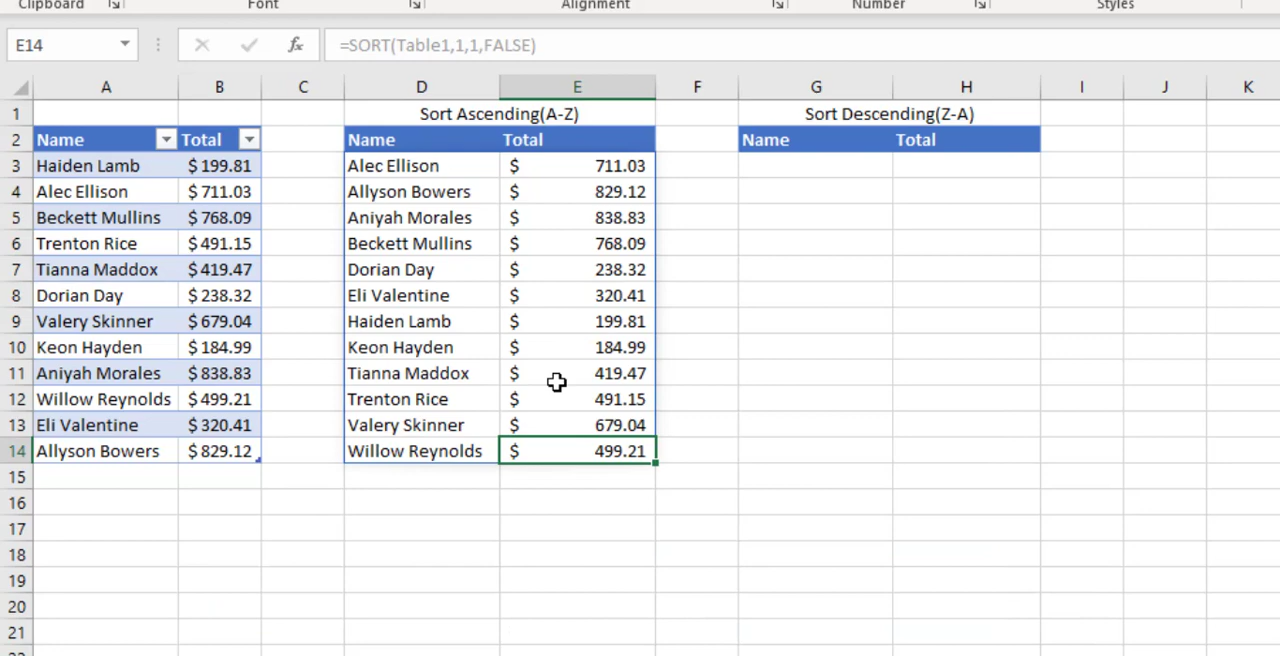 Clipboard Font Alignment Number Styles
E14 fx =SORT(Table1,1,1,FALSE)
A B C D E F G H I J K
1 Sort Ascending(A-Z) Sort Descending(Z-A)
2 Name Total Name Total Name Total
3 Haiden Lamb $ 199.81 Alec Ellison $ 711.03
4 Alec Ellison $ 711.03 Allyson Bowers $ 829.12
5 Beckett Mullins $ 768.09 Aniyah Morales $ 838.83
6 Trenton Rice $ 491.15 Beckett Mullins $ 768.09
7 Tianna Maddox $ 419.47 Dorian Day $ 238.32
8 Dorian Day $ 238.32 Eli Valentine $ 320.41
9 Valery Skinner $ 679.04 Haiden Lamb $ 199.81
10 Keon Hayden $ 184.99 Keon Hayden $ 184.99
11 Aniyah Morales $ 838.83 Tianna Maddox $ 419.47
12 Willow Reynolds $ 499.21 Trenton Rice $ 491.15
13 Eli Valentine $ 320.41 Valery Skinner $ 679.04
14 Allyson Bowers $ 829.12 Willow Reynolds $ 499.21
15
16
17
18
19
20
21